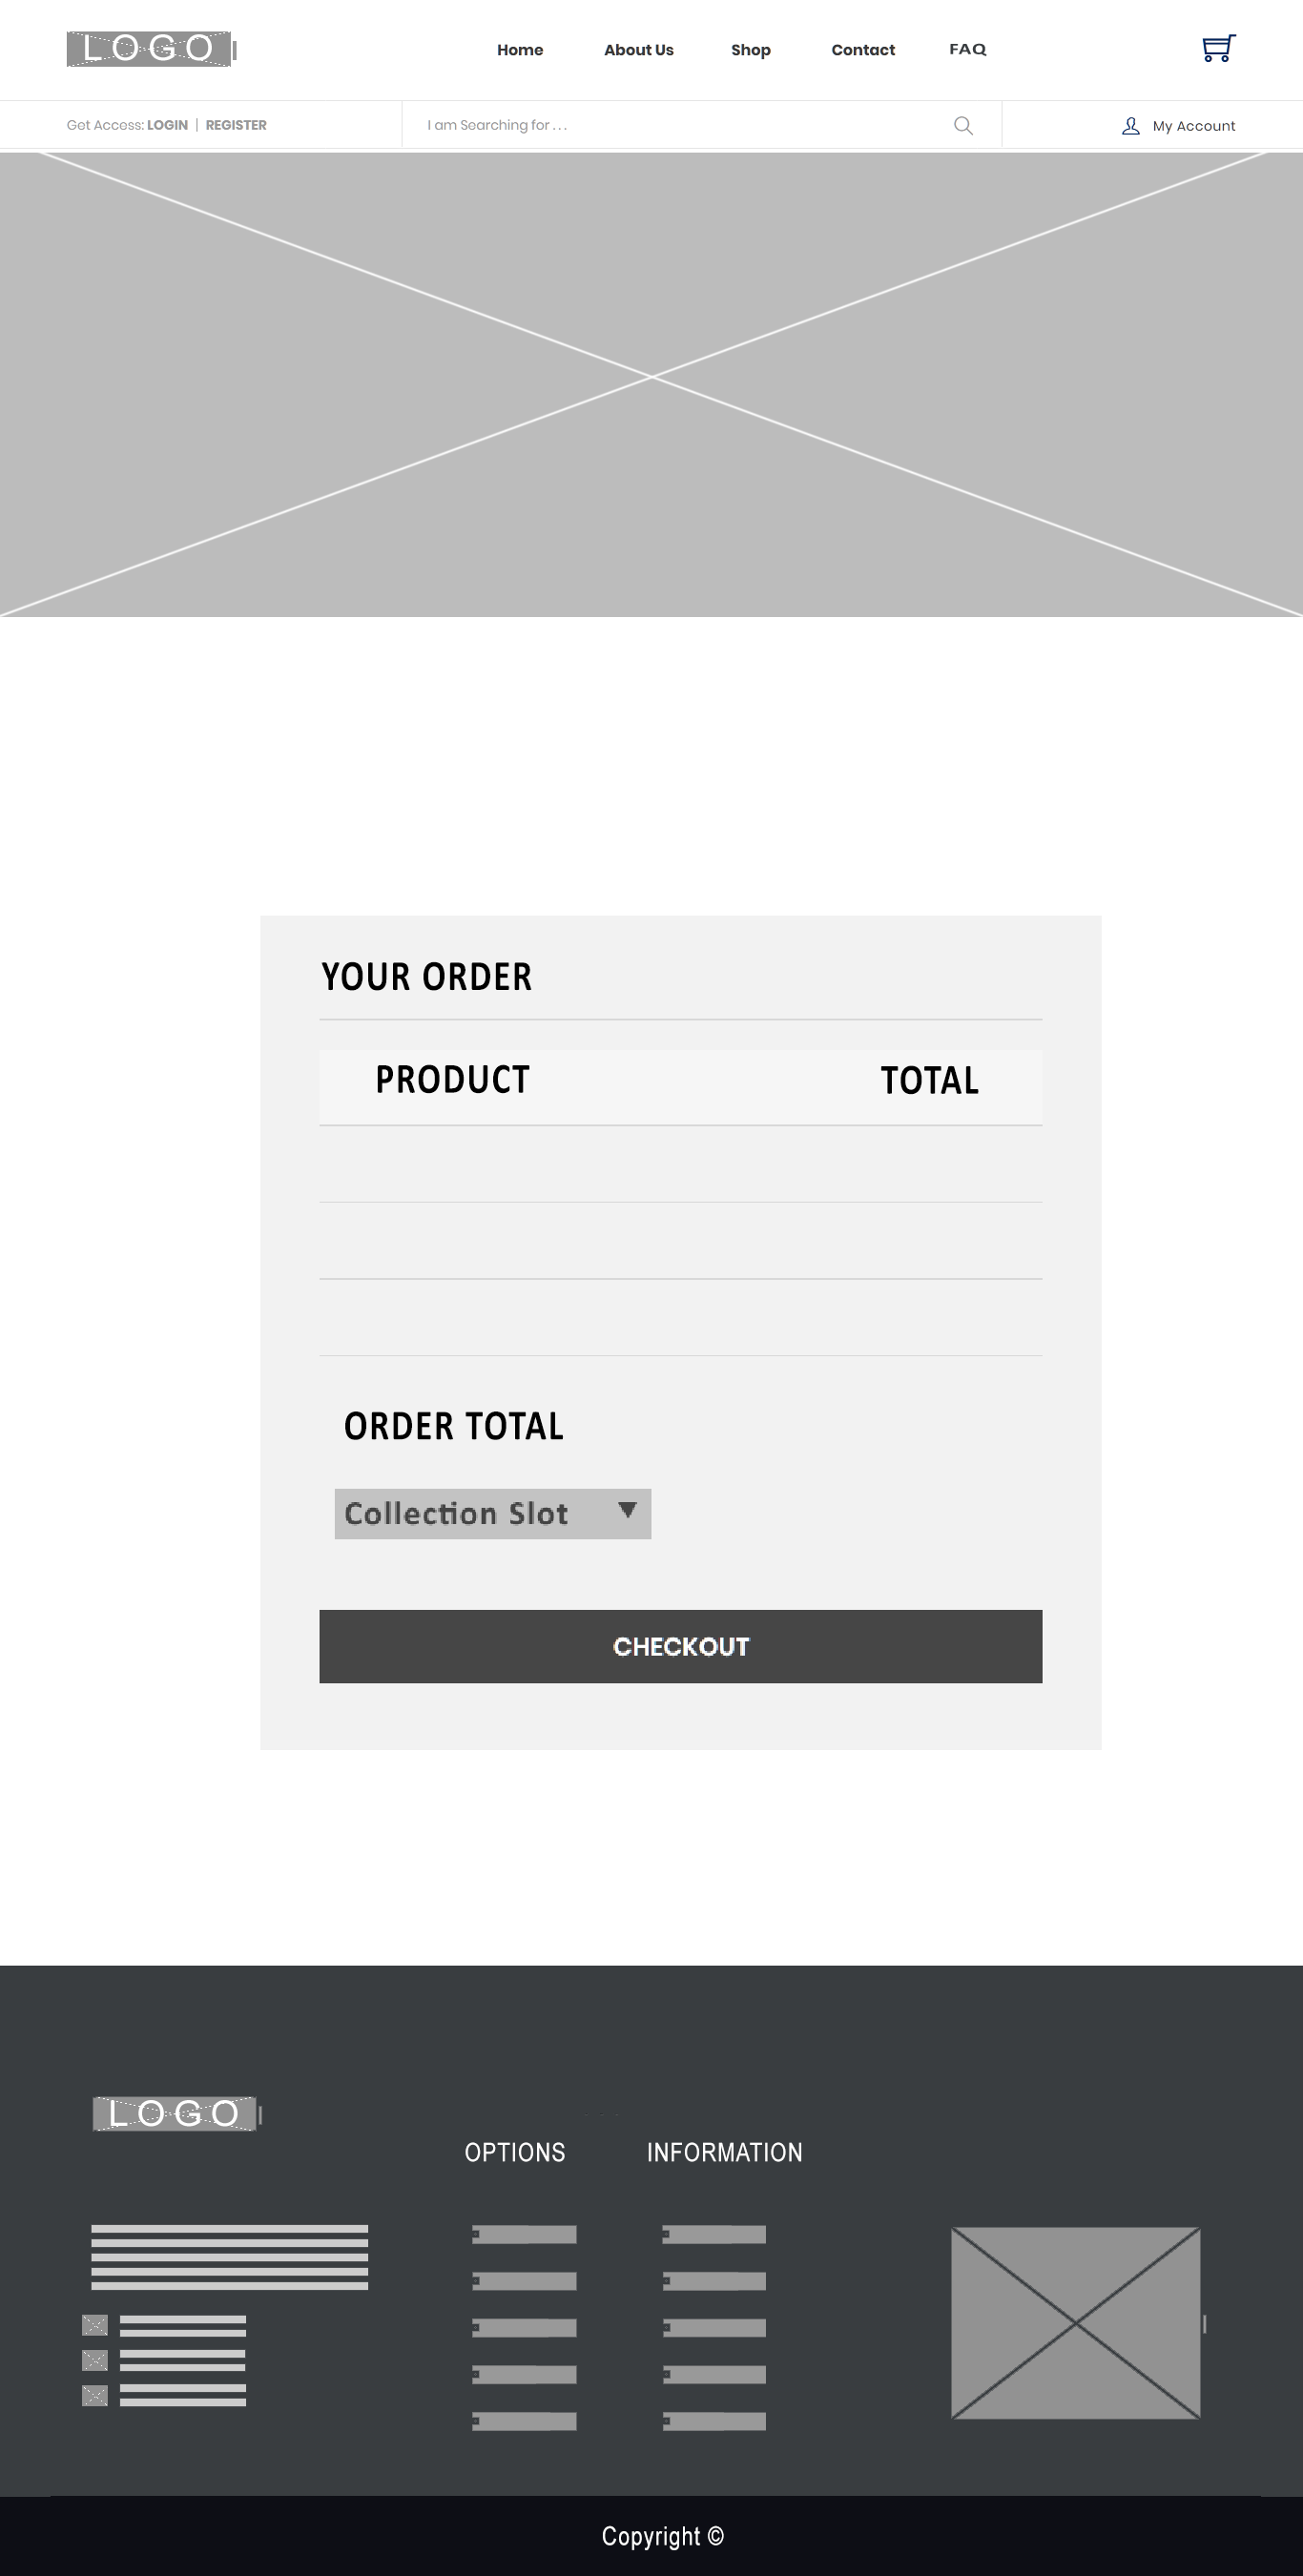 LOGO
Home About Us Shop Contact FAQ
Get Access: LOGIN | REGISTER
I am Searching for . . .
My Account
YOUR ORDER
PRODUCT TOTAL
ORDER TOTAL
Collection Slot
CHECKOUT
LOGO
OPTIONS INFORMATION
Copyright ©